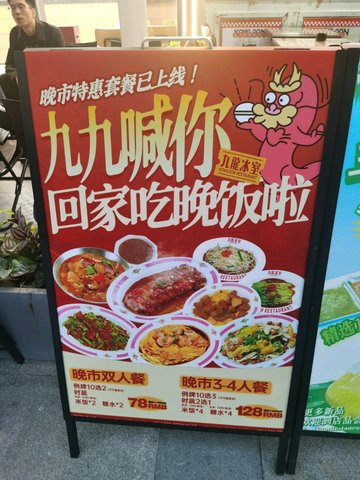 晚市特惠套餐已上线！
九九喊你
九龍冰室
回家吃晚饭啦
RESTAURANT
晚市双人餐
例牌10选2
时蔬
米饭*2 糖水*2 78RMB
晚市3-4人餐
例牌10选3
时蔬2选1
米饭*4 糖水*4 128RMB